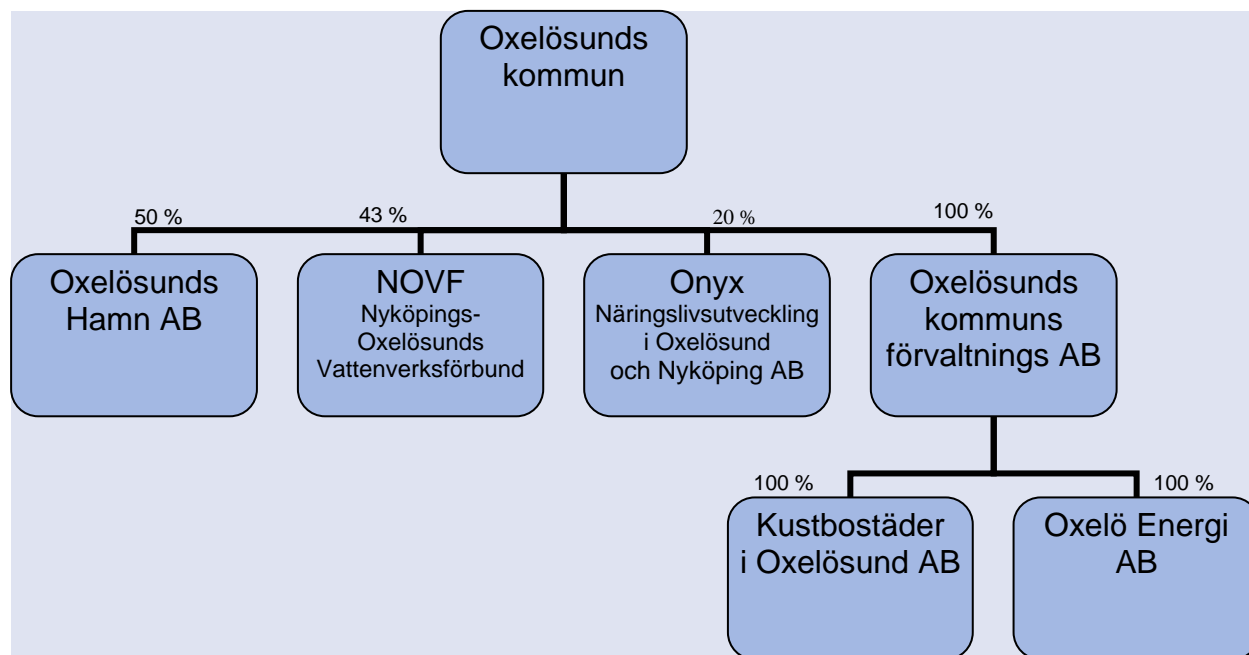 Oxelösunds
kommun
50 %
43 %
20 %
100 %
Oxelösunds
Hamn AB
NOVF
Nyköpings-
Oxelösunds
Vattenverksförbund
Onyx
Näringslivsutveckling
i Oxelösund
och Nyköping AB
Oxelösunds
kommuns
förvaltnings AB
100 %
100 %
Kustbostäder
i Oxelösund AB
Oxelö Energi
AB